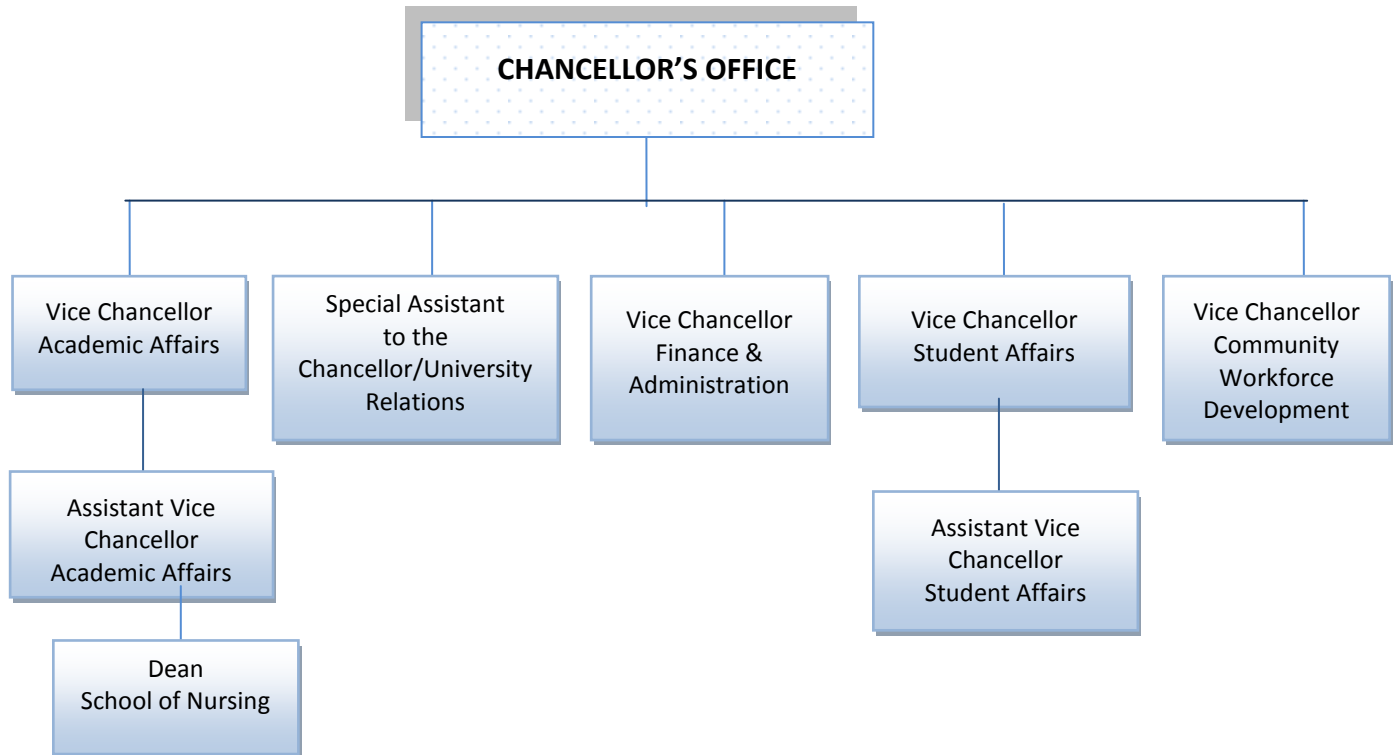 CHANCELLOR’S OFFICE
Vice Chancellor
Academic Affairs
Special Assistant
to the
Chancellor/University
Relations
Vice Chancellor
Finance &
Administration
Vice Chancellor
Student Affairs
Vice Chancellor
Community
Workforce
Development
Assistant Vice
Chancellor
Academic Affairs
Assistant Vice
Chancellor
Student Affairs
Dean
School of Nursing